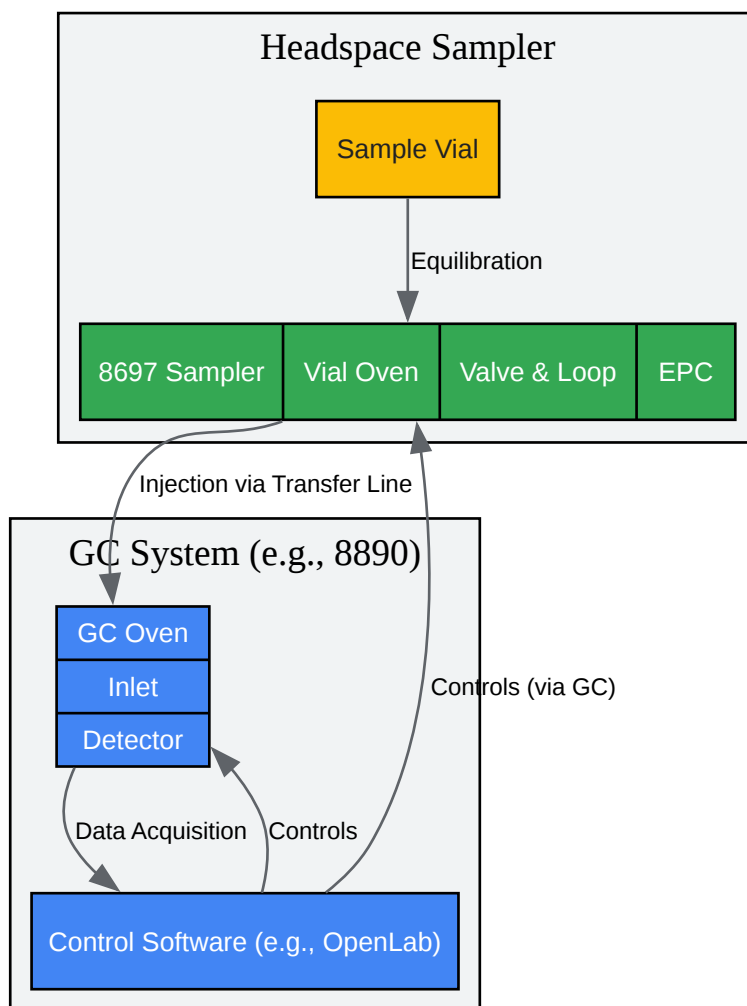 Headspace Sampler
Sample Vial
Equilibration
8697 Sampler
Vial Oven
Valve & Loop
EPC
Injection via Transfer Line
GC System (e.g., 8890)
GC Oven
Inlet
Controls (via GC)
Detector
Data Acquisition
Controls
Control Software (e.g., OpenLab)